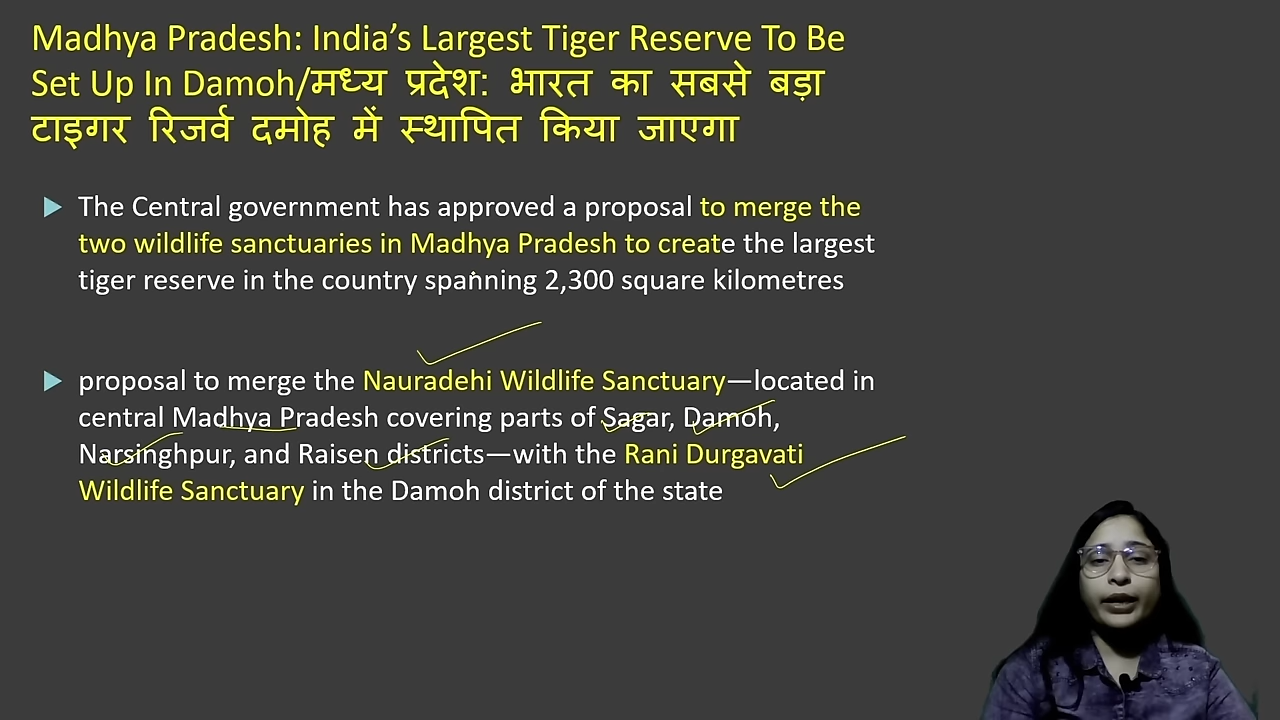 Madhya Pradesh: India's Largest Tiger Reserve To Be
Set Up In Damoh/मध्य प्रदेश: भारत का सबसे बड़ा
टाइगर रिजर्व दमोह में स्थापित किया जाएगा
The Central government has approved a proposal to merge the
two wildlife sanctuaries in Madhya Pradesh to create the largest
tiger reserve in the country spanning 2,300 square kilometres
proposal to merge the Nauradehi Wildlife Sanctuary—located in
central Madhya Pradesh covering parts of Sagar, Damoh,
Narsinghpur, and Raisen districts—with the Rani Durgavati
Wildlife Sanctuary in the Damoh district of the state